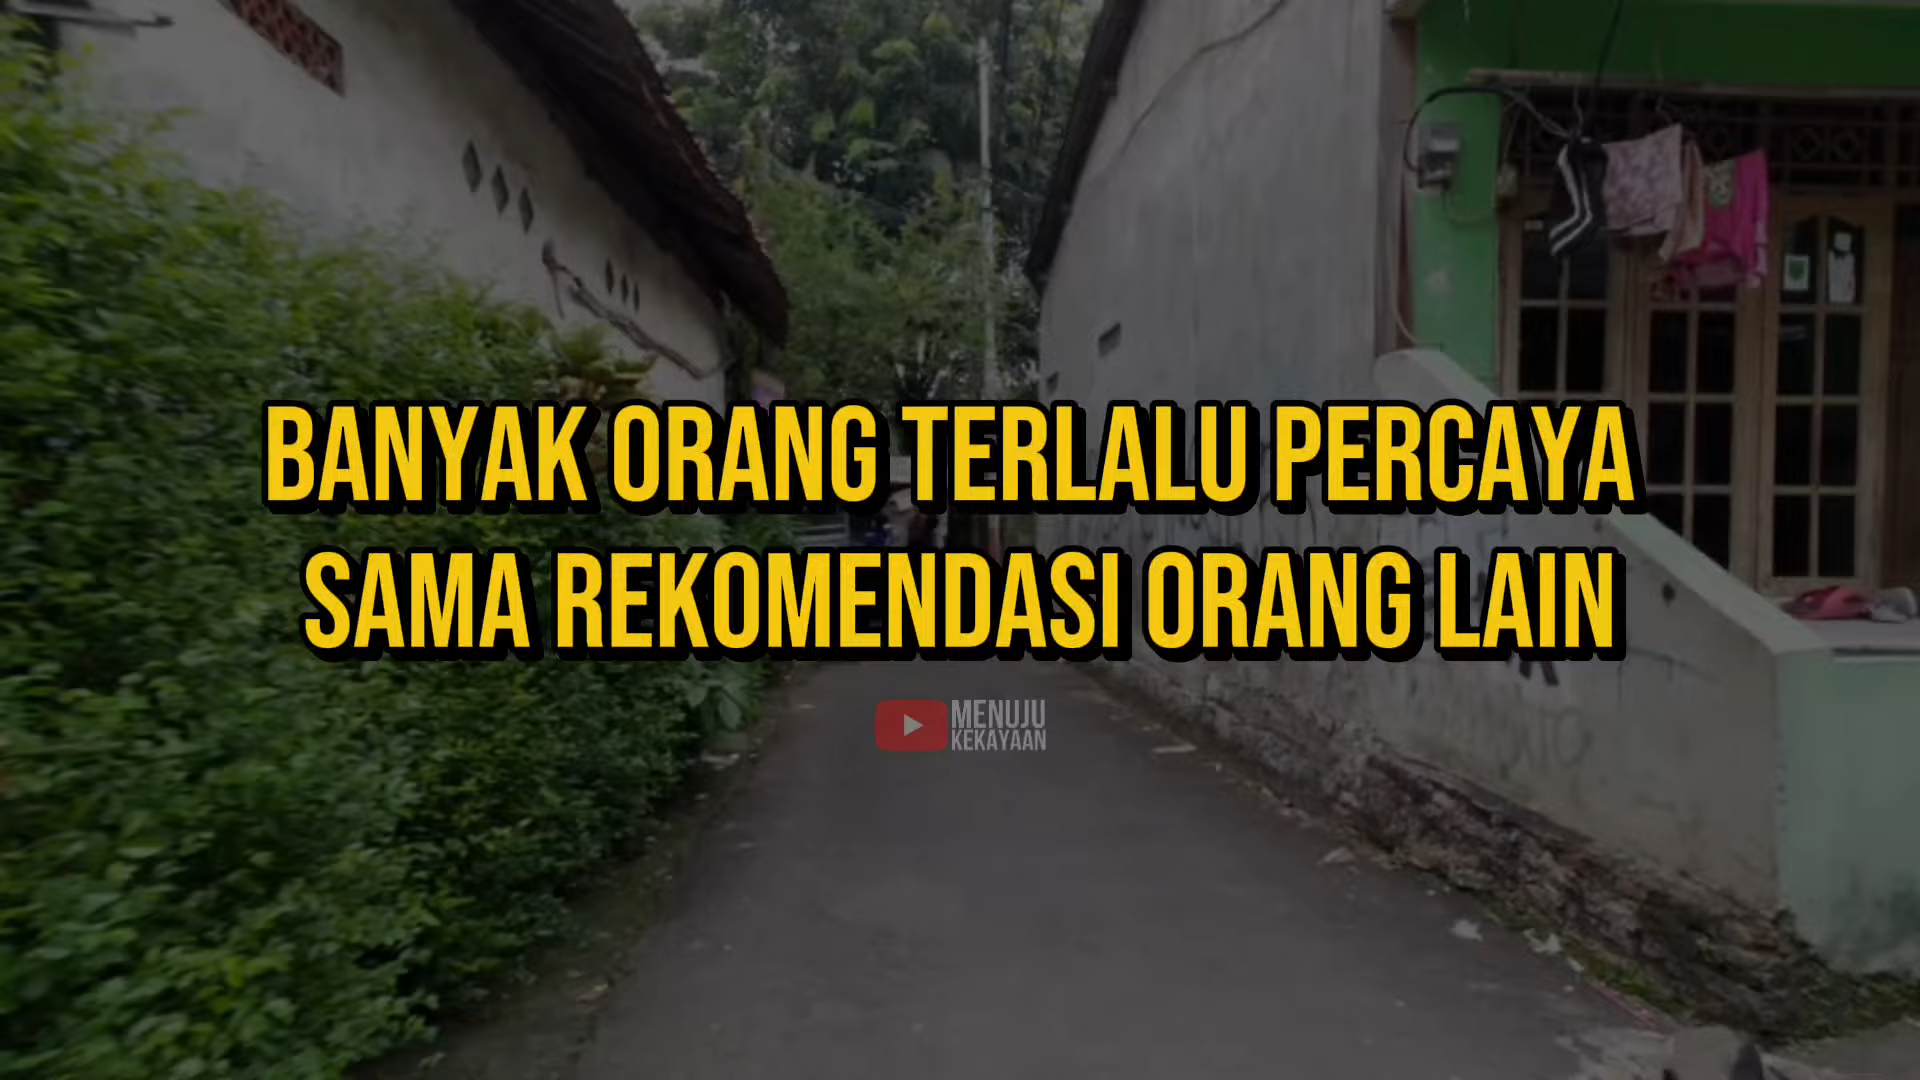 BANYAK ORANG TERLALU PERCAYA
SAMA REKOMENDASI ORANG LAIN
MENUJU
KEKAYAAN